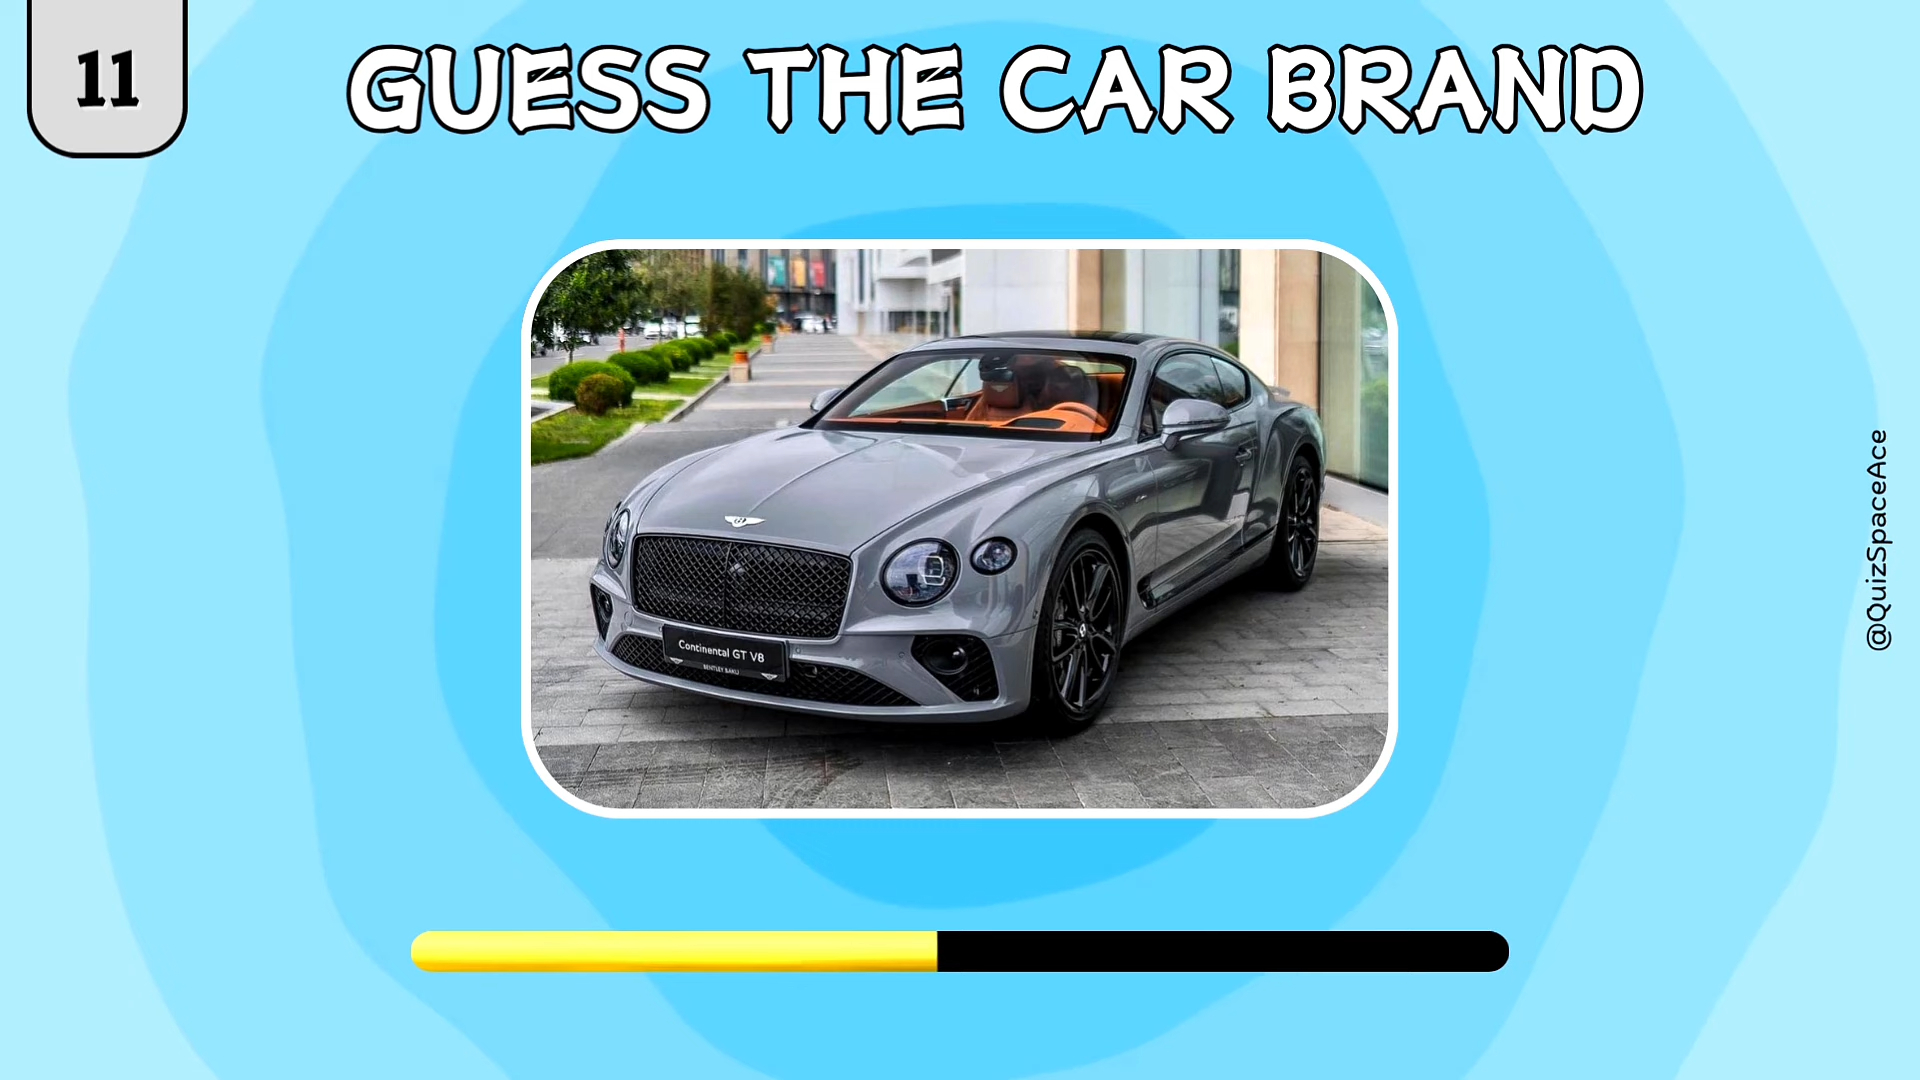 11
GUESS THE CAR BRAND
Continental GT V8
BENTLEY BAKU
@QuizSpaceAce